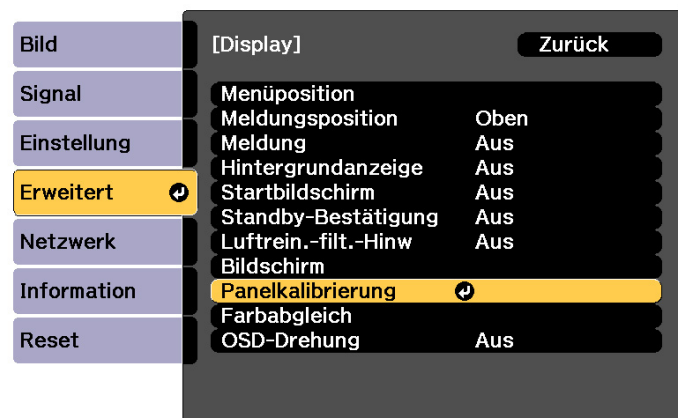 Bild
Signal
Einstellung
Erweitert
Netzwerk
Information
Reset
[Display] Zurück
Menüposition
Meldungsposition Oben
Meldung Aus
Hintergrundanzeige Aus
Startbildschirm Aus
Standby-Bestätigung Aus
Luftrein.-filt.-Hinw Aus
Bildschirm
Panelkalibrierung
Farbabgleich
OSD-Drehung Aus